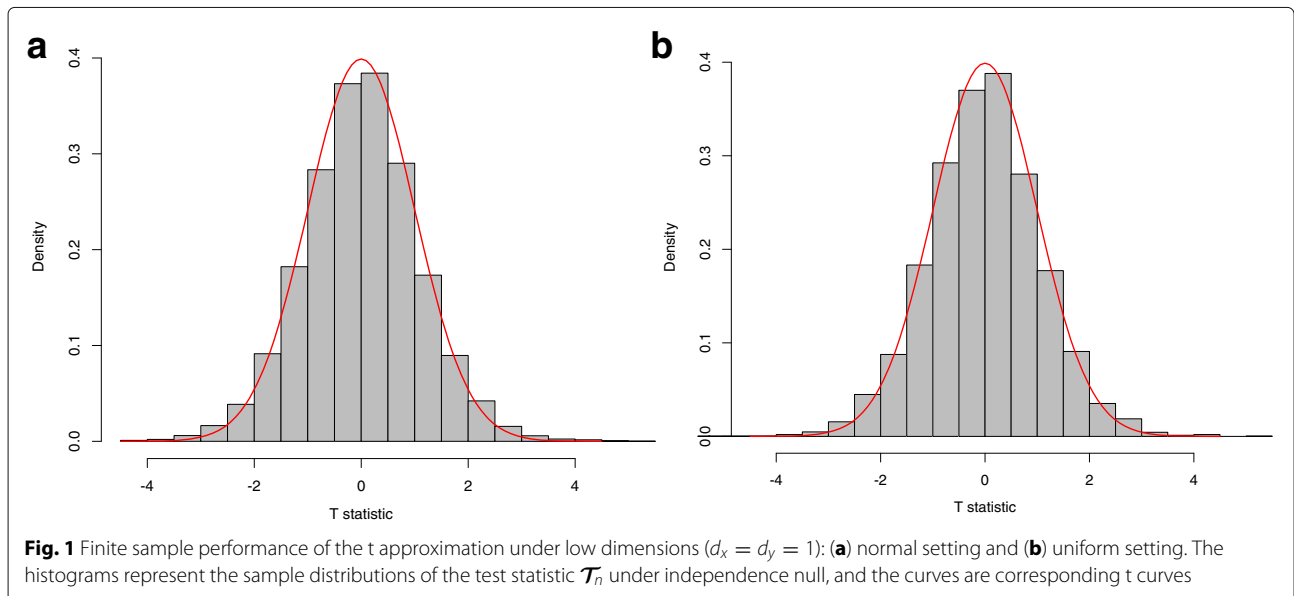 a
b
0.4
0.3
0.2
0.1
0.0
Density
-4
-2
0
2
4
T statistic
0.4
0.3
0.2
0.1
0.0
Density
-4
-2
0
2
4
T statistic
Fig. 1 Finite sample performance of the t approximation under low dimensions (dx = dy = 1): (a) normal setting and (b) uniform setting. The
histograms represent the sample distributions of the test statistic 𝓣n under independence null, and the curves are corresponding t curves